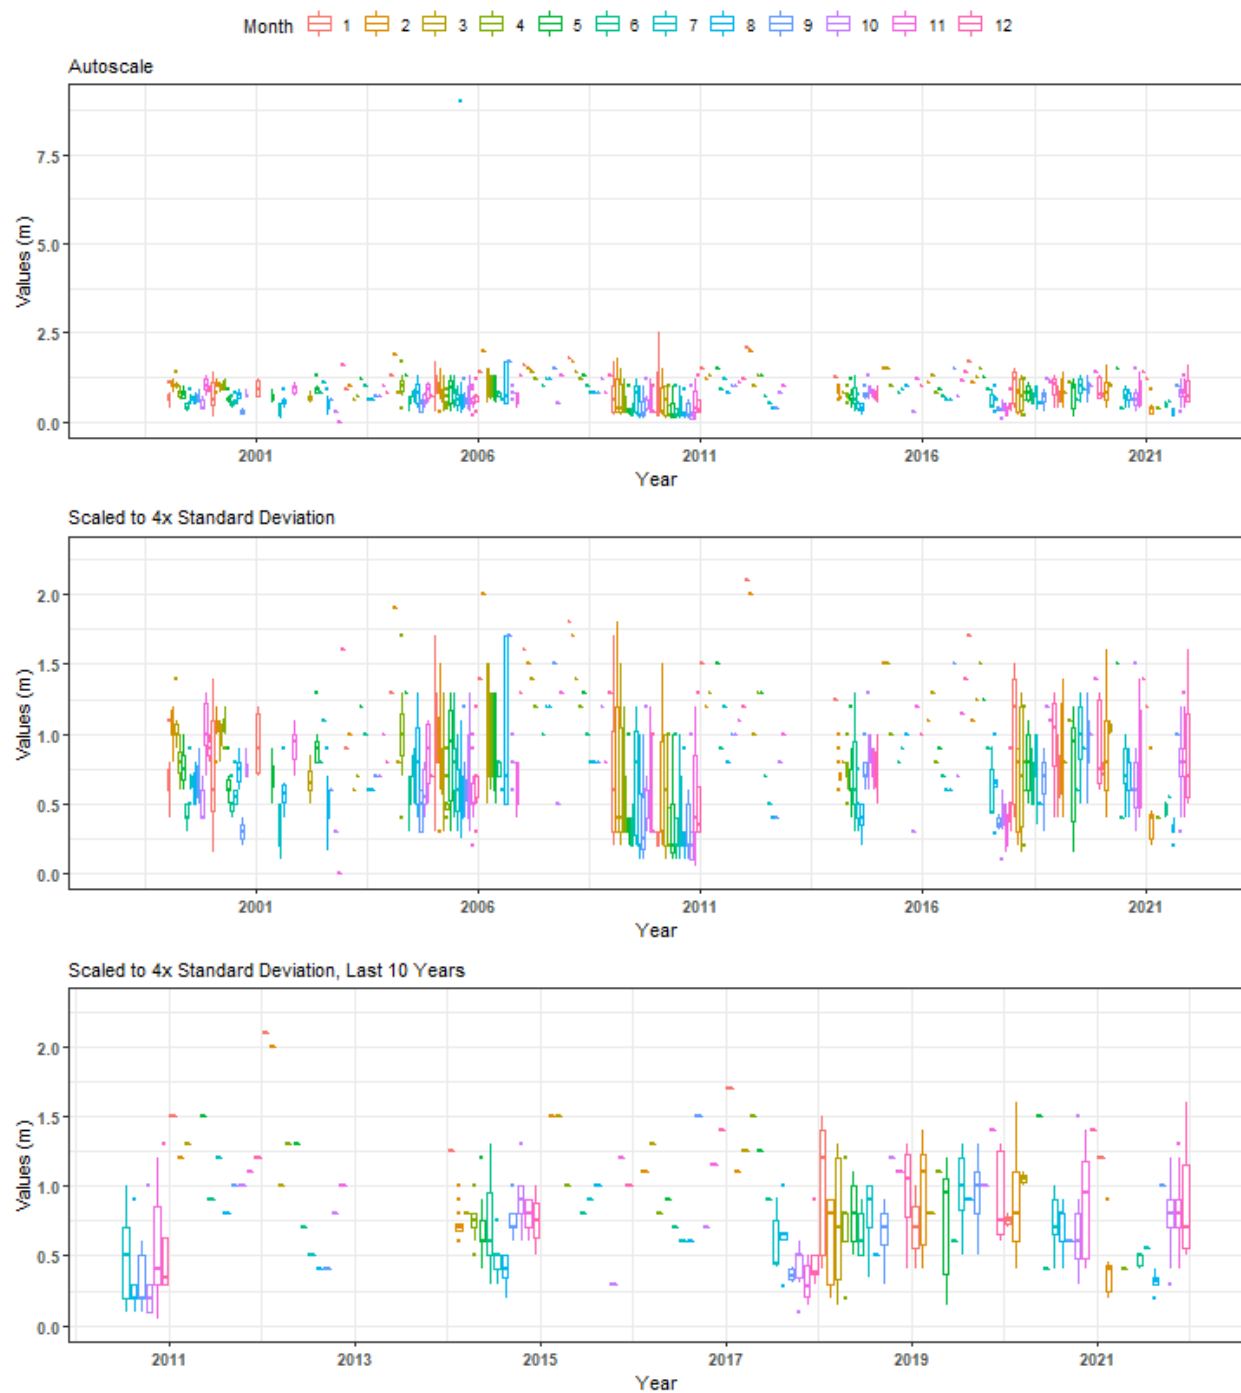 Month 1 2 3 4 5 6 7 8 9 10 11 12
Autoscale
7.5
5.0
2.5
0.0
Values (m)
2001 2006 2011 2016 2021
Year
Scaled to 4x Standard Deviation
2.0
1.5
1.0
0.5
0.0
Values (m)
2001 2006 2011 2016 2021
Year
Scaled to 4x Standard Deviation, Last 10 Years
2.0
1.5
1.0
0.5
0.0
Values (m)
2011 2013 2015 2017 2019 2021
Year